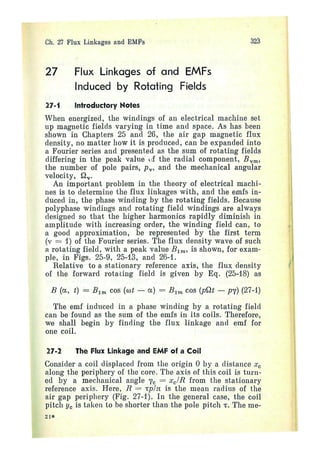 Ch. 27 Flux Linkages and EMFs 323
27 Flux Linkages of and EMFs
Induced by Rotating Fields
27-1 Introductory Notes
When energized, the windings of an electrical machine set
up magnetic fields varying in time and space. As has been
shown in Chapters 25 and 26, the air gap magnetic flux
density, no matter how it is produced, can be expanded into
a Fourier series and presented as the sum of rotating fields
differing in the peak value of the radial component, Bνm,
the number of pole pairs, pν, and the mechanical angular
velocity, Ων.
An important problem in the theory of electrical machi-
nes is to determine the flux linkages with, and the emfs in-
duced in, the phase winding by the rotating fields. Because
polyphase windings and rotating field windings are always
designed so that the higher harmonics rapidly diminish in
amplitude with increasing order, the winding field can, to
a good approximation, be represented by the first term
(ν = 1) of the Fourier series. The flux density wave of such
a rotating field, with a peak value B1m, is shown, for exam-
ple, in Figs. 25-9, 25-13, and 26-1.
Relative to a stationary reference axis, the flux density
of the forward rotating field is given by Eq. (25-18) as
B (α, t) = B1m cos (ωt − α) = B1m cos (pΩt − pγ) (27-1)
The emf induced in a phase winding by a rotating field
can be found as the sum of the emfs in its coils. Therefore,
we shall begin by finding the flux linkage and emf for
one coil.
27-2 The Flux Linkage and EMF of a Coil
Consider a coil displaced from the origin 0 by a distance xc
along the periphery of the core. The axis of this coil is turn-
ed by a mechanical angle γc = xc/R from the stationary
reference axis. Here, R = τp/π is the mean radius of the
air gap periphery (Fig. 27-1). In the general case, the coil
pitch yc is taken to be shorter than the pole pitch τ. The me-
21*